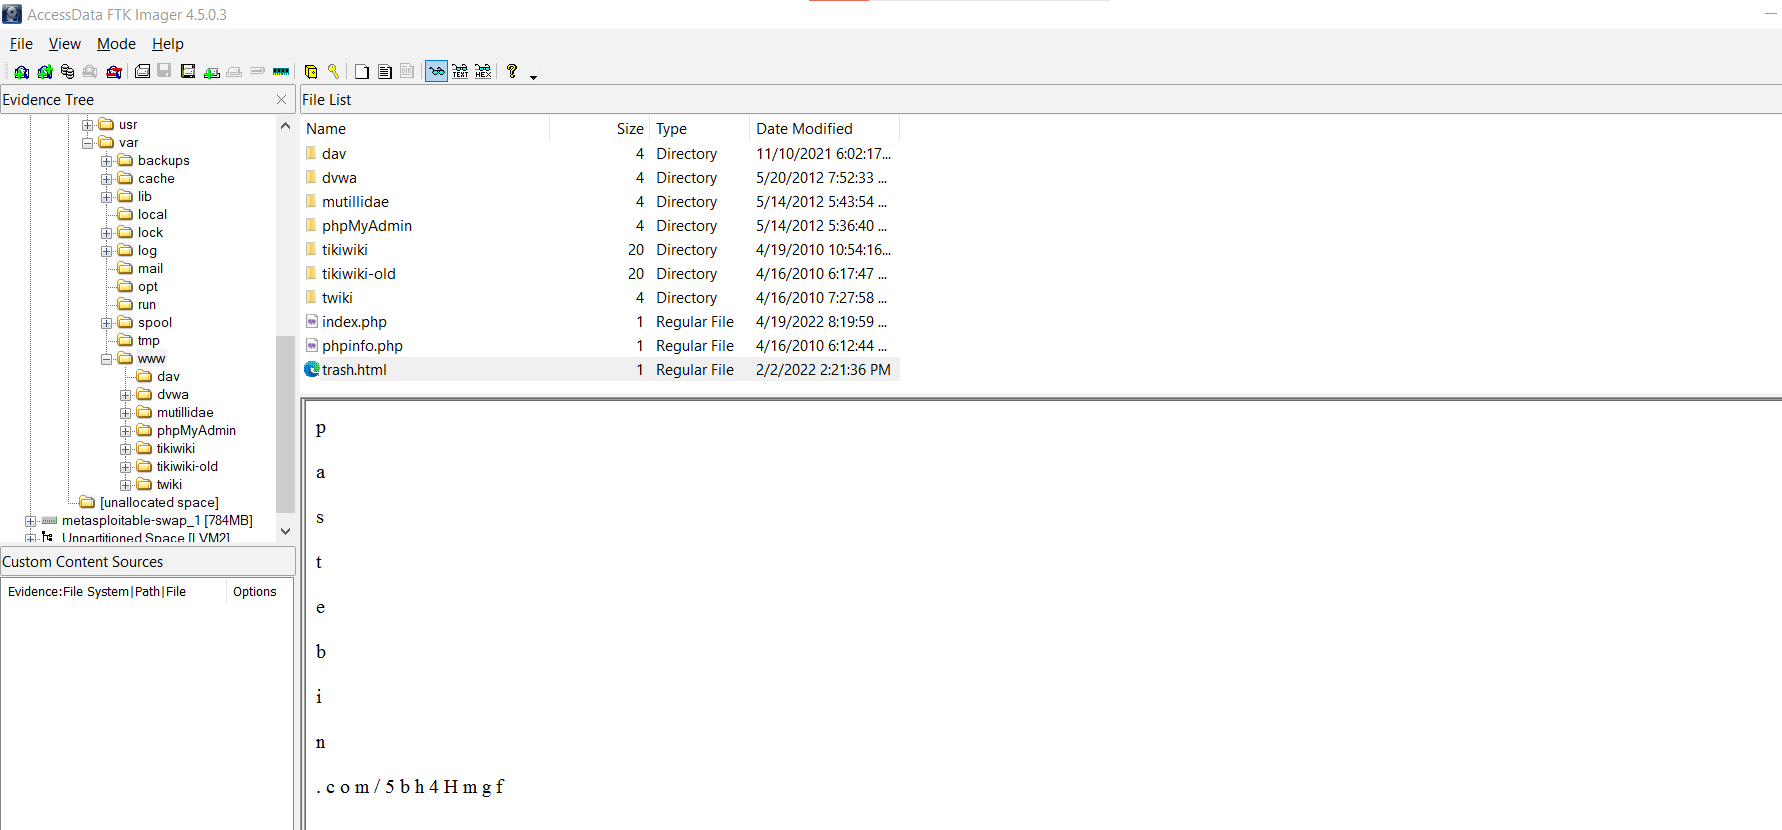 AccessData FTK Imager 4.5.0.3
File View Mode Help
TEXT HEX
Evidence Tree
usr
var
backups
cache
lib
local
lock
log
mail
opt
run
spool
tmp
www
dav
dvwa
mutillidae
phpMyAdmin
tikiwiki
tikiwiki-old
twiki
[unallocated space]
metasploitable-swap_1 [784MB]
Unpartitioned Space [LVM2]
Custom Content Sources
Evidence:File System|Path|File Options
File List
Name Size Type Date Modified
dav 4 Directory 11/10/2021 6:02:17...
dvwa 4 Directory 5/20/2012 7:52:33 ...
mutillidae 4 Directory 5/14/2012 5:43:54 ...
phpMyAdmin 4 Directory 5/14/2012 5:36:40 ...
tikiwiki 20 Directory 4/19/2010 10:54:16...
tikiwiki-old 20 Directory 4/16/2010 6:17:47 ...
twiki 4 Directory 4/16/2010 7:27:58 ...
index.php 1 Regular File 4/19/2022 8:19:59 ...
phpinfo.php 1 Regular File 4/16/2010 6:12:44 ...
trash.html 1 Regular File 2/2/2022 2:21:36 PM
p
a
s
t
e
b
i
n
. c o m / 5 b h 4 H m g f